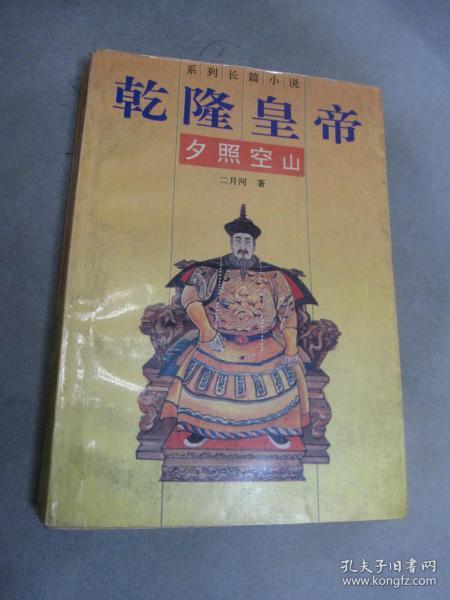 系列长篇小说
乾隆皇帝
夕照空山
二月河 著
孔夫子旧书网
www.kongfz.com